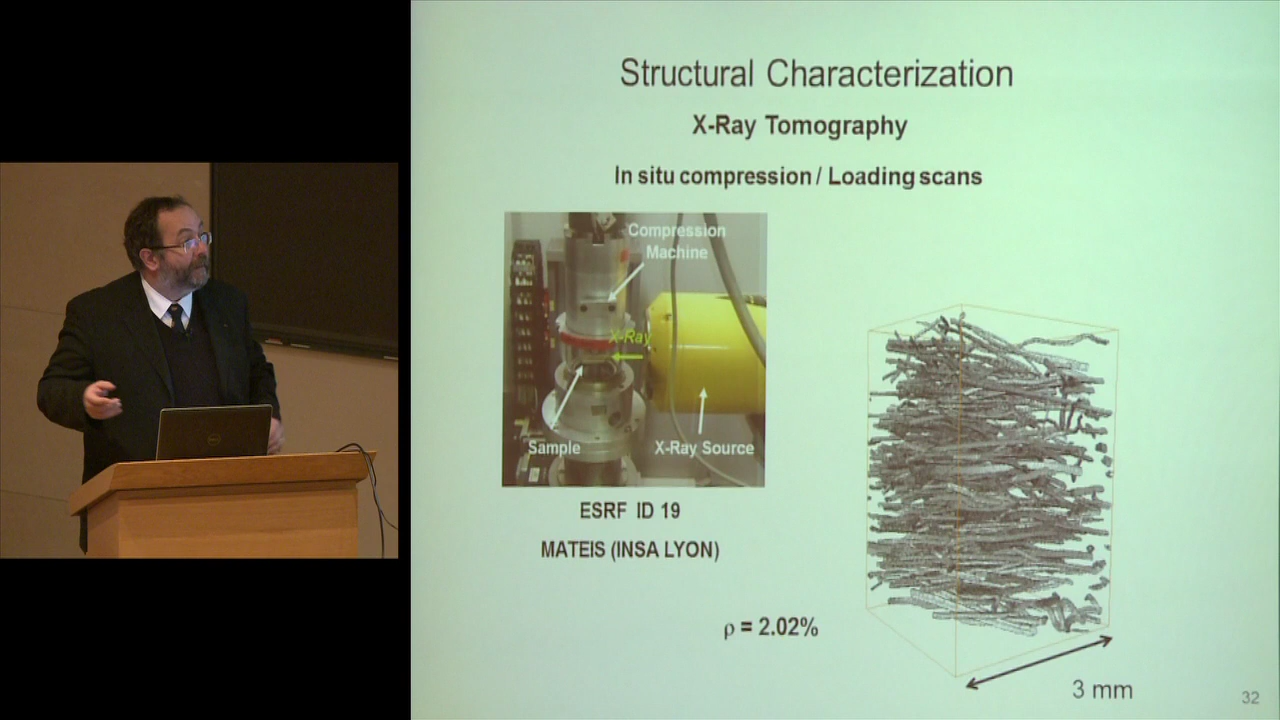 Structural Characterization
X-Ray Tomography
In situ compression / Loading scans
Compression
Machine
X-Ray
Sample
X-Ray Source
ESRF ID 19
MATEIS (INSA LYON)
ρ = 2.02%
3 mm
32